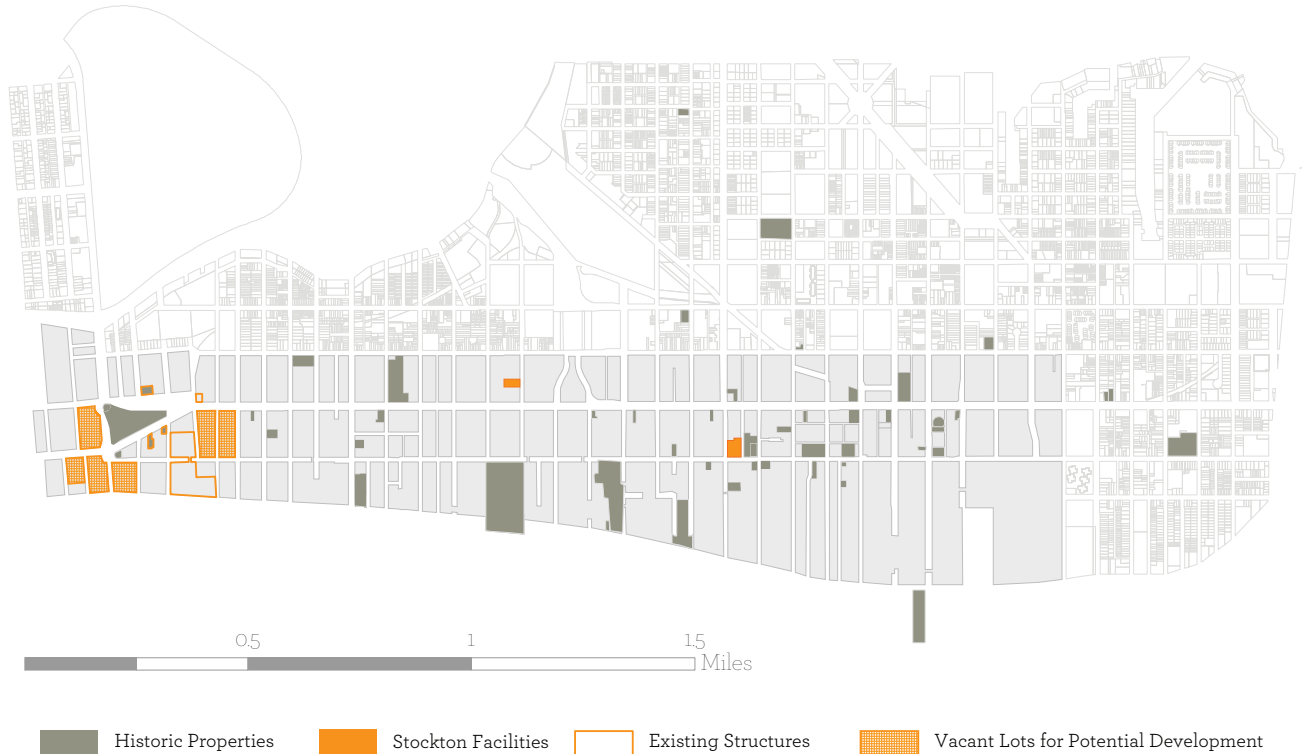 0.5
1
1.5
Miles
Historic Properties
Stockton Facilities
Existing Structures
Vacant Lots for Potential Development